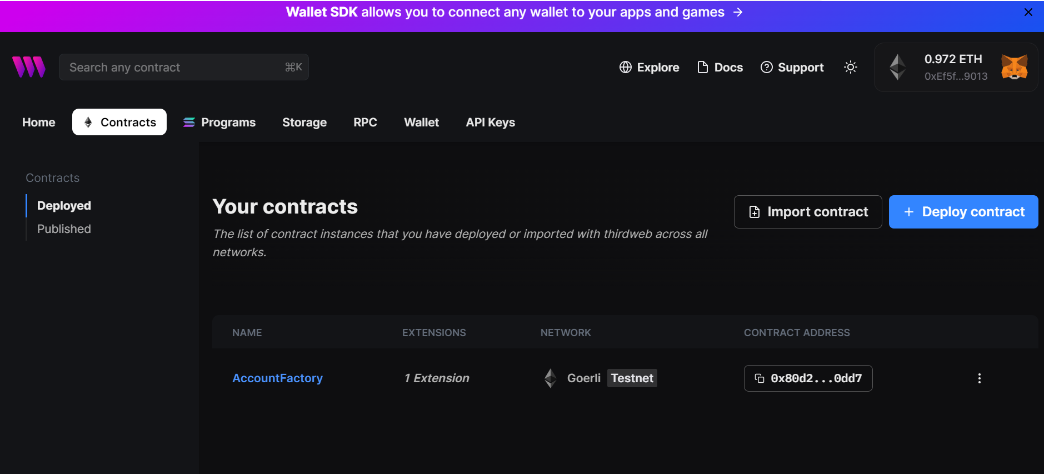 Wallet SDK allows you to connect any wallet to your apps and games →
Search any contract ⌘K
Explore Docs Support
0.972 ETH
0xEf5f...9013
Home Contracts Programs Storage RPC Wallet API Keys
Contracts
Deployed
Published
Your contracts
Import contract + Deploy contract
The list of contract instances that you have deployed or imported with thirdweb across all
networks.
NAME EXTENSIONS NETWORK CONTRACT ADDRESS
AccountFactory 1 Extension Goerli Testnet 0x80d2...0dd7